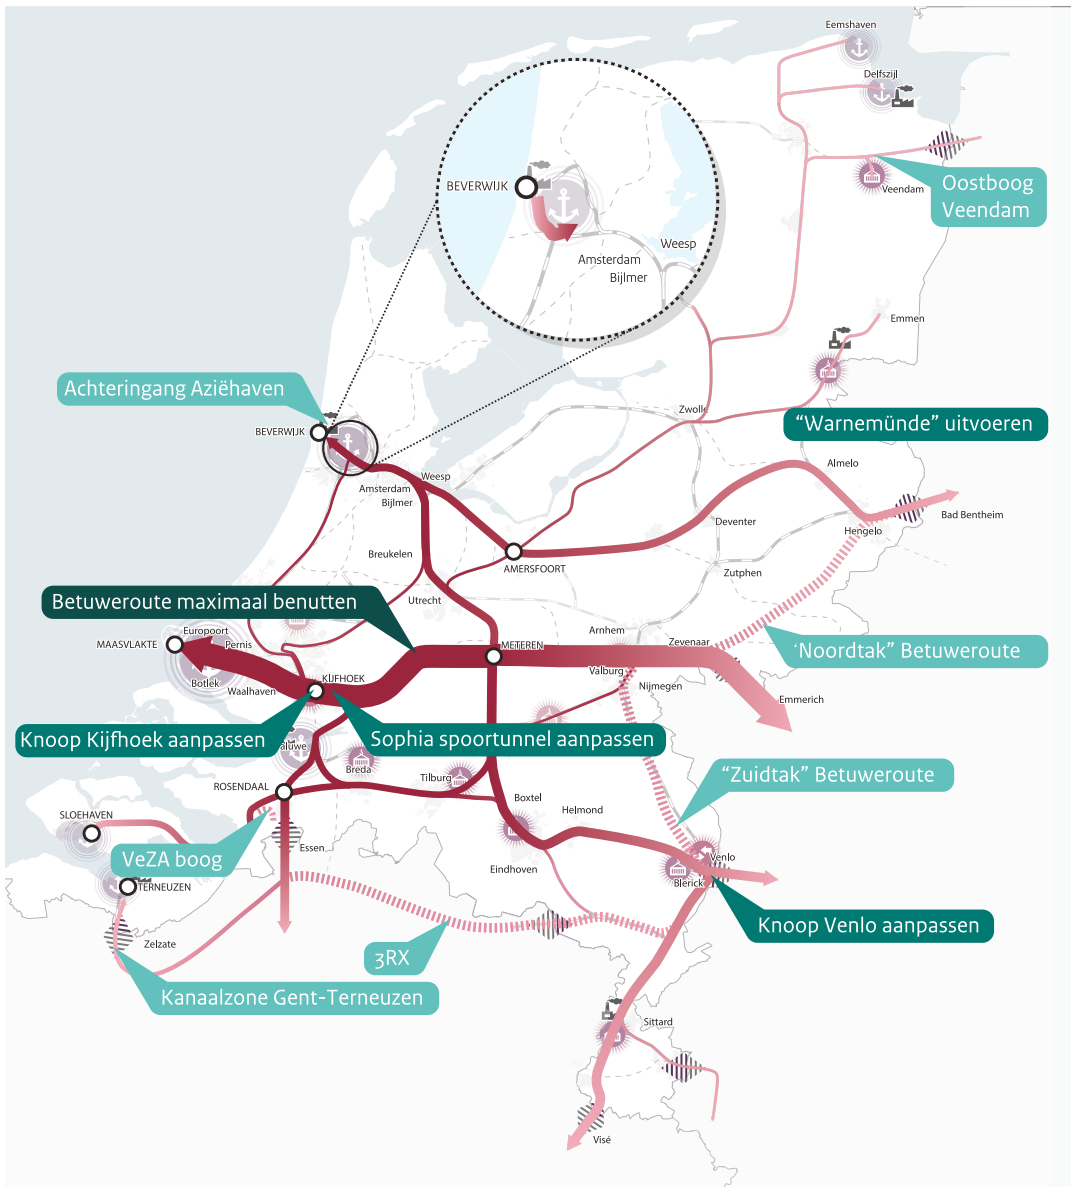 Eemshaven
Delfszijl
BEVERWIJK
Veendam
Oostboog
Veendam
Weesp
Amsterdam
Bijlmer
Emmen
Achteringang Aziëhaven
Zwolle
"Warnemünde" uitvoeren
BEVERWIJK
Weesp
Amsterdam
Bijlmer
Almelo
Bad Bentheim
Deventer
Hengelo
Breukelen
AMERSFOORT
Zutphen
Betuweroute maximaal benutten
Utrecht
Europoort
MAASVLAKTE
Pernis
Arnhem
METEREN
Zevenaar
'Noordtak" Betuweroute
Botlek
Waalhaven
KIJFHOEK
Valburg
Nijmegen
Emmerich
Knoop Kijfhoek aanpassen
Sophia spoortunnel aanpassen
aluwe
Breda
Tilburg
"Zuidtak" Betuweroute
ROSENDAAL
Boxtel
Helmond
SLOEHAVEN
Essen
VeZA boog
Venlo
Eindhoven
Blerick
TERNEUZEN
Knoop Venlo aanpassen
Zelzate
3RX
Kanaalzone Gent-Terneuzen
Sittard
Visé